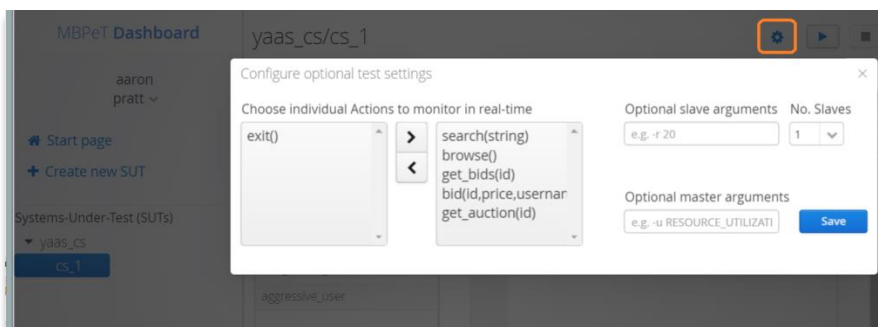 MBPeT Dashboard
yaas_cs/cs_1
aaron
pratt
Start page
Create new SUT
Systems-Under-Test (SUTs)
yaas_cs
cs_1
Configure optional test settings
×
Choose individual Actions to monitor in real-time
exit()
>
<
search(string)
browse()
get_bids(id)
bid(id,price,usernar
get_auction(id)
Optional slave arguments
e.g. -r 20
No. Slaves
1
Optional master arguments
e.g. -u RESOURCE_UTILIZATI
Save
aggressive_user